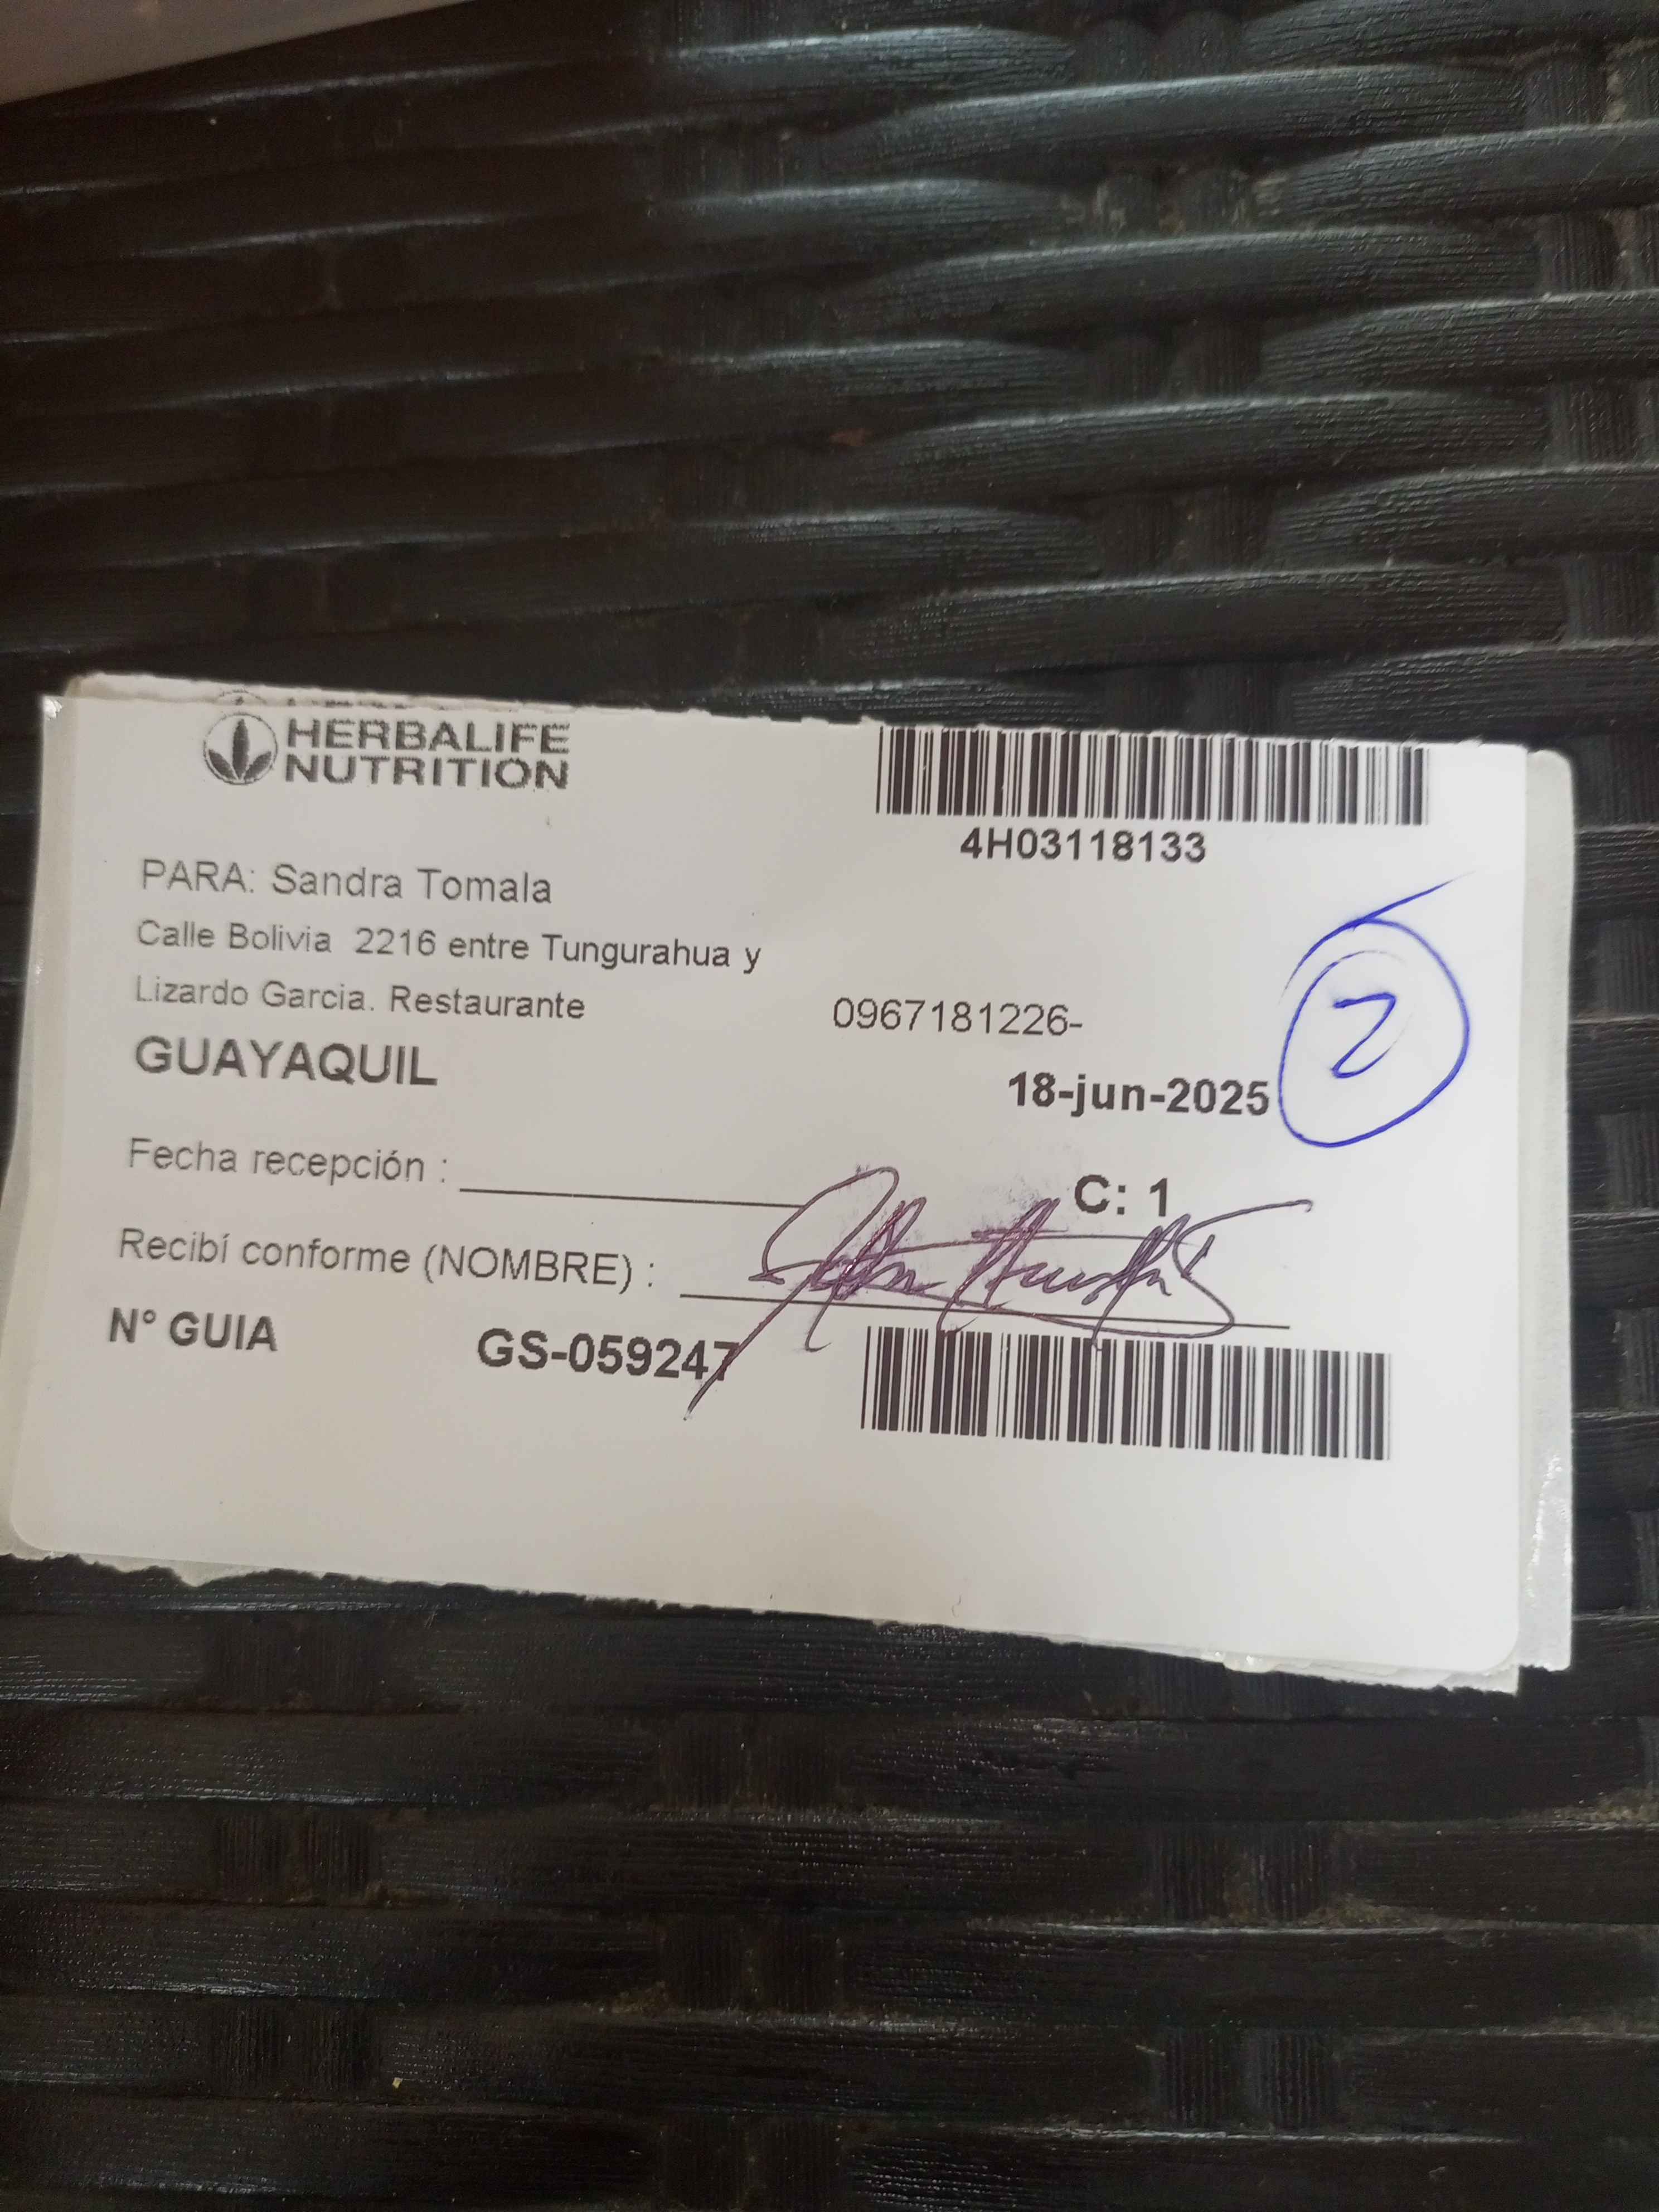 HERBALIFE
NUTRITION
4H03118133
PARA: Sandra Tomala
Calle Bolivia 2216 entre Tungurahua y
Lizardo Garcia. Restaurante
0967181226-
GUAYAQUIL
18-jun-2025
2
Fecha recepción :
C: 1
Recibí conforme (NOMBRE) :
N° GUIA GS-059247